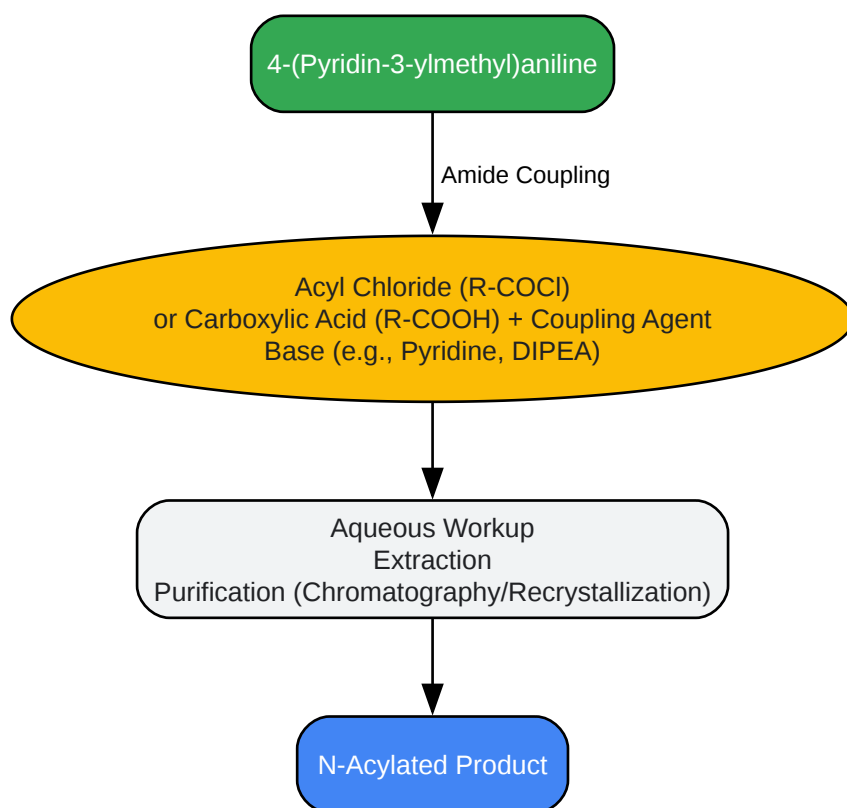 4-(Pyridin-3-ylmethyl)aniline
Amide Coupling
Acyl Chloride (R-COCl)
or Carboxylic Acid (R-COOH) + Coupling Agent
Base (e.g., Pyridine, DIPEA)
Aqueous Workup
Extraction
Purification (Chromatography/Recrystallization)
N-Acylated Product